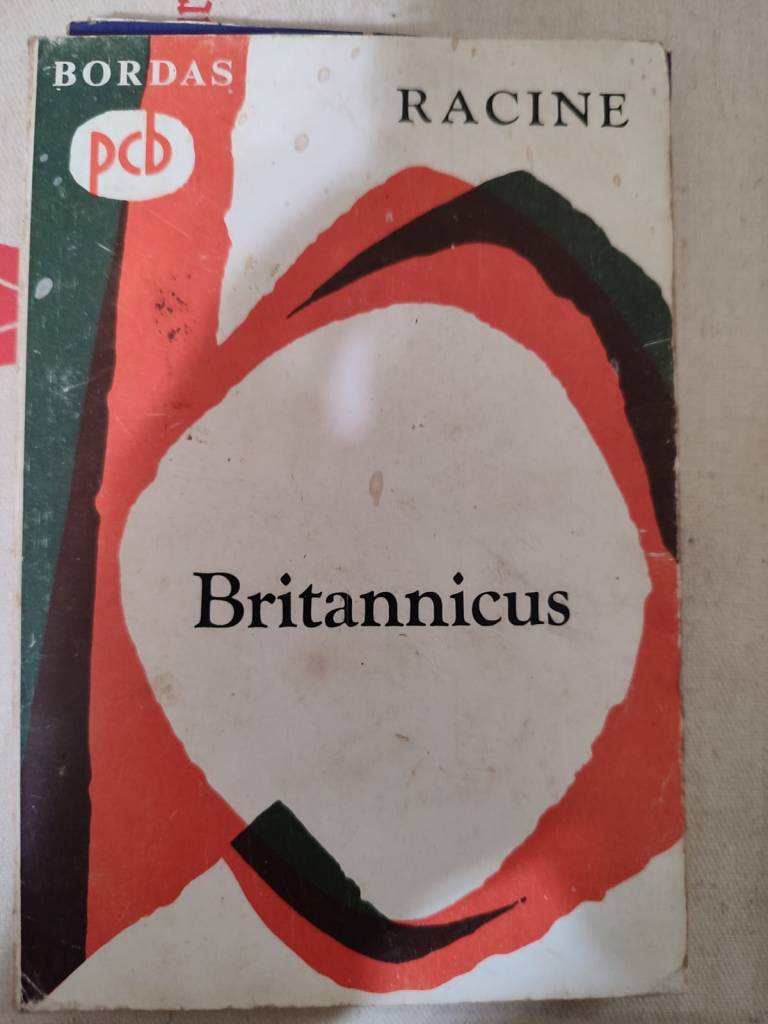 BORDAS
pcb
RACINE
Britannicus